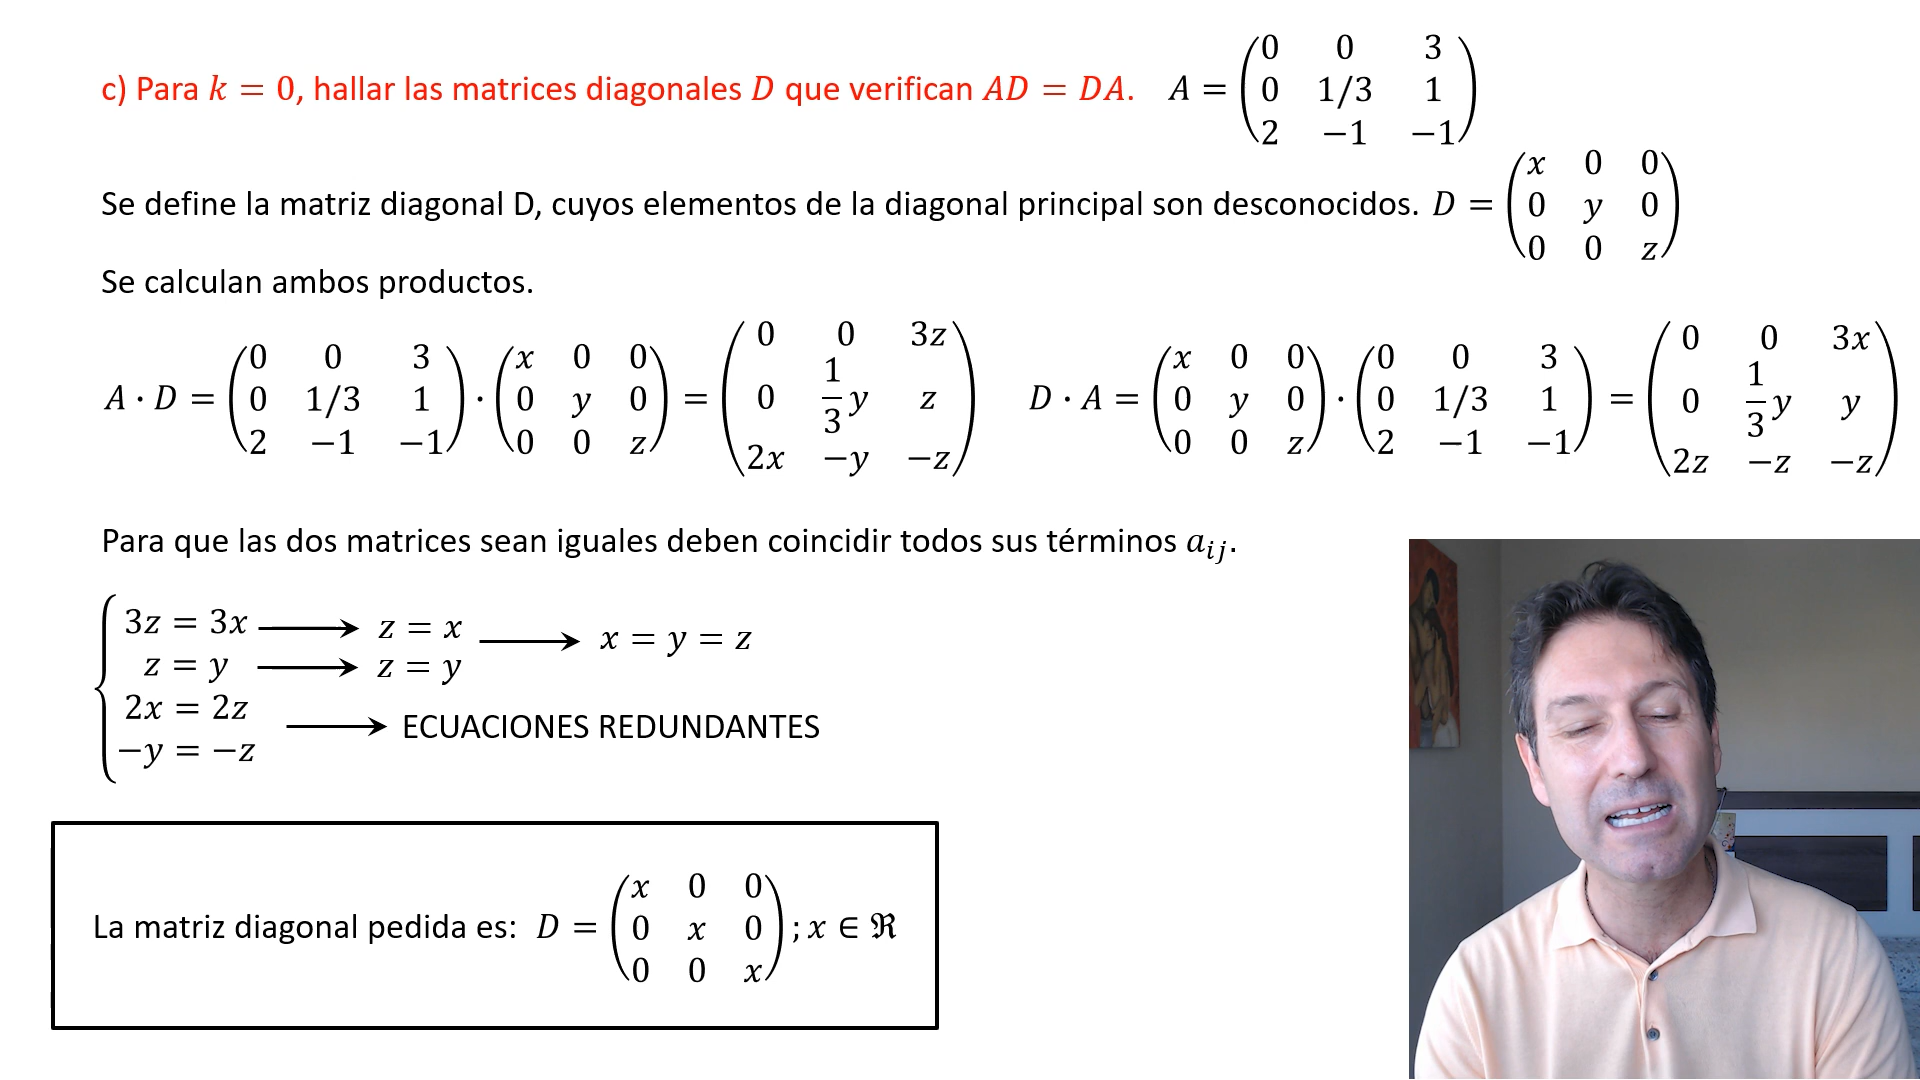 c) Para k = 0, hallar las matrices diagonales D que verifican AD = DA. A = (0 0 3
0 1/3 1
2 −1 −1)
Se define la matriz diagonal D, cuyos elementos de la diagonal principal son desconocidos. D = (x 0 0
0 y 0
0 0 z)
Se calculan ambos productos.
A · D = (0 0 3
0 1/3 1
2 −1 −1) · (x 0 0
0 y 0
0 0 z) = (0 0 3z
0 1/3 y z
2x −y −z)
D · A = (x 0 0
0 y 0
0 0 z) · (0 0 3
0 1/3 1
2 −1 −1) = (0 0 3x
0 1/3 y y
2z −z −z)
Para que las dos matrices sean iguales deben coincidir todos sus términos aᵢⱼ.
{ 3z = 3x ⟶ z = x ⟶ x = y = z
z = y ⟶ z = y
2x = 2z
−y = −z
⟶ ECUACIONES REDUNDANTES
La matriz diagonal pedida es: D = (x 0 0
0 x 0
0 0 x) ; x ∈ ℜ